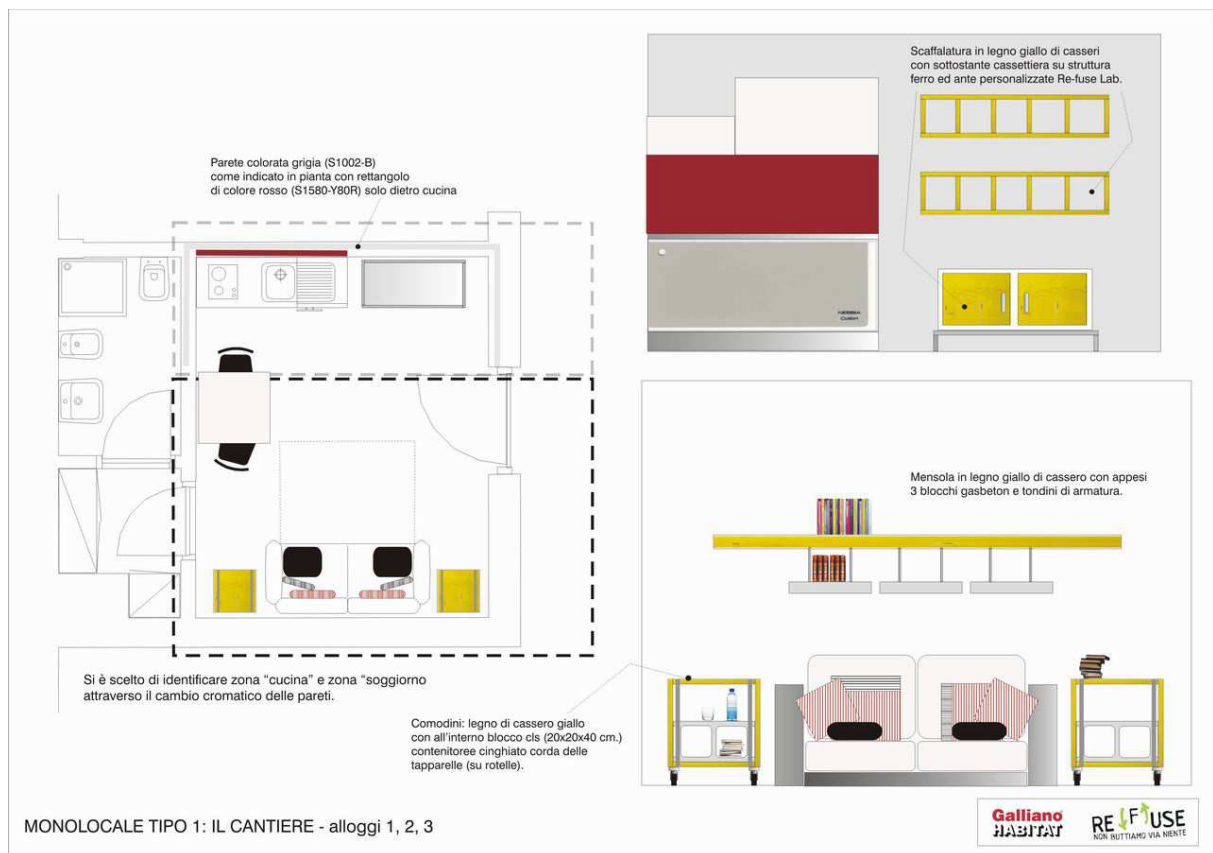 Scaffalatura in legno giallo di casseri
con sottostante cassettiera su struttura
ferro ed ante personalizzate Re-fuse Lab.
Parete colorata grigia (S1002-B)
come indicato in pianta con rettangolo
di colore rosso (S1580-Y80R) solo dietro cucina
Mensola in legno giallo di cassero con appesi
3 blocchi gasbeton e tondini di armatura.
Si è scelto di identificare zona “cucina” e zona “soggiorno
attraverso il cambio cromatico delle pareti.
Comodini: legno di cassero giallo
con all'interno blocco cls (20x20x40 cm.)
contenitoree cinghiato corda delle
tapparelle (su rotelle).
MONOLOCALE TIPO 1: IL CANTIERE - alloggi 1, 2, 3
Galliano
HABITAT
RE FUSE
NON BUTTIAMO VIA NIENTE